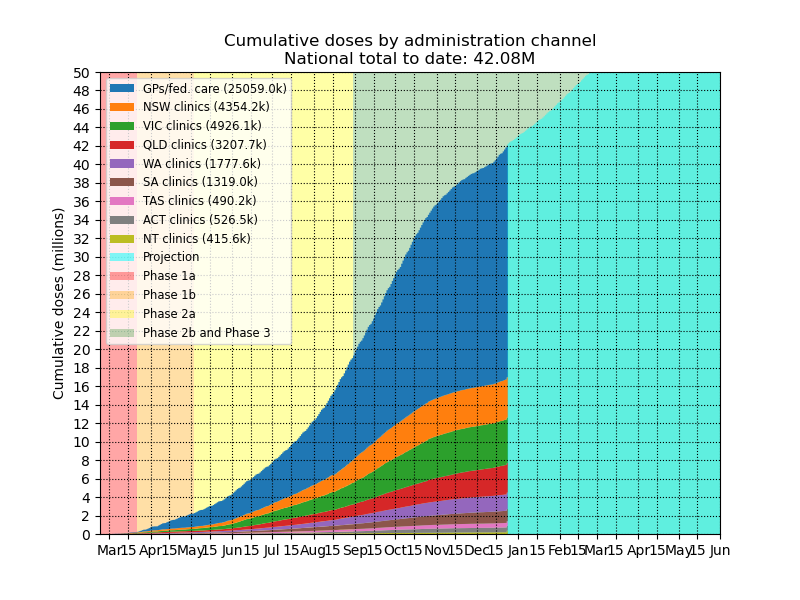 Cumulative doses by administration channel
National total to date: 42.08M
Cumulative doses (millions)
50
48
46
44
42
40
38
36
34
32
30
28
26
24
22
20
18
16
14
12
10
8
6
4
2
0
GPs/fed. care (25059.0k)
NSW clinics (4354.2k)
VIC clinics (4926.1k)
QLD clinics (3207.7k)
WA clinics (1777.6k)
SA clinics (1319.0k)
TAS clinics (490.2k)
ACT clinics (526.5k)
NT clinics (415.6k)
Projection
Phase 1a
Phase 1b
Phase 2a
Phase 2b and Phase 3
Mar 15 Apr 15 May 15 Jun 15 Jul 15 Aug 15 Sep 15 Oct 15 Nov 15 Dec 15 Jan 15 Feb 15 Mar 15 Apr 15 May 15 Jun